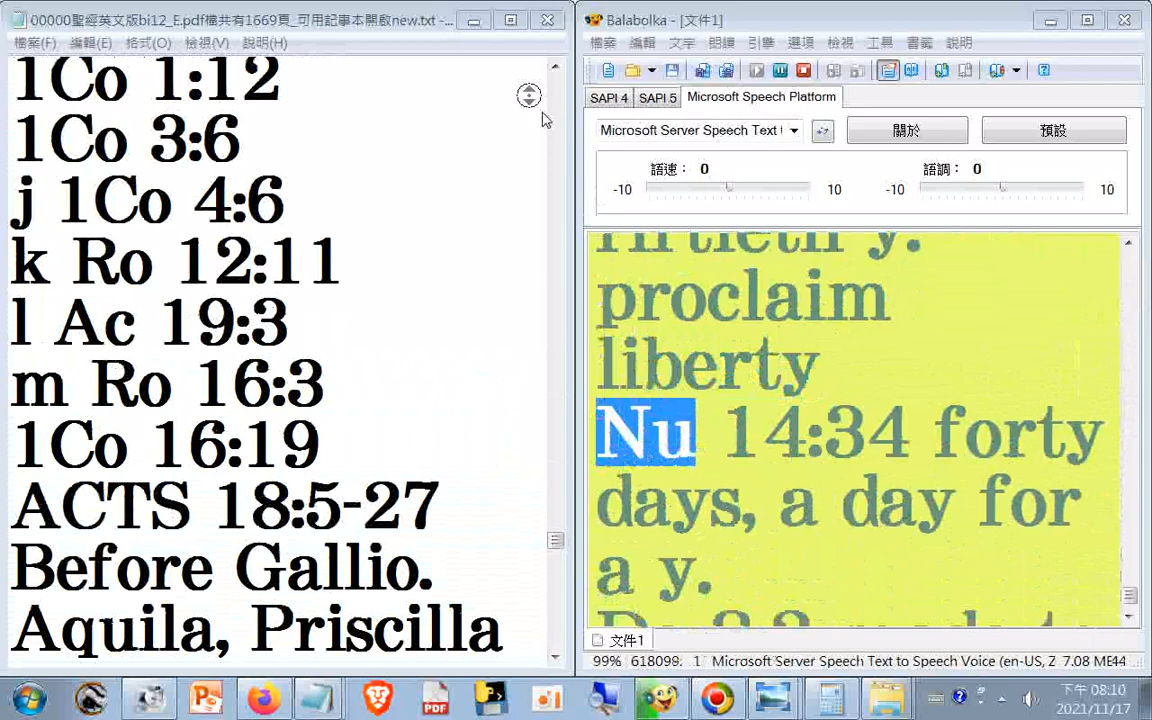 00000聖經英文版bi12_E.pdf檔共有1669頁_可用記事本開啟new.txt -...
檔案(F) 編輯(E) 格式(O) 檢視(V) 說明(H)
1Co 1:12
1Co 3:6
j 1Co 4:6
k Ro 12:11
l Ac 19:3
m Ro 16:3
1Co 16:19
ACTS 18:5-27
Before Gallio.
Aquila, Priscilla
Balabolka - [文件1]
檔案 編輯 文字 朗讀 引擎 選項 檢視 工具 書籤 說明
SAPI 4 SAPI 5 Microsoft Speech Platform
Microsoft Server Speech Text 關於 預設
語速： 0 語調： 0
-10 10 -10 10
fiftieth y.
proclaim
liberty
Nu 14:34 forty
days, a day for
a y.
文件1
99% 618099: 1 Microsoft Server Speech Text to Speech Voice (en-US, Z 7.08 ME44
下午 08:10
2021/11/17